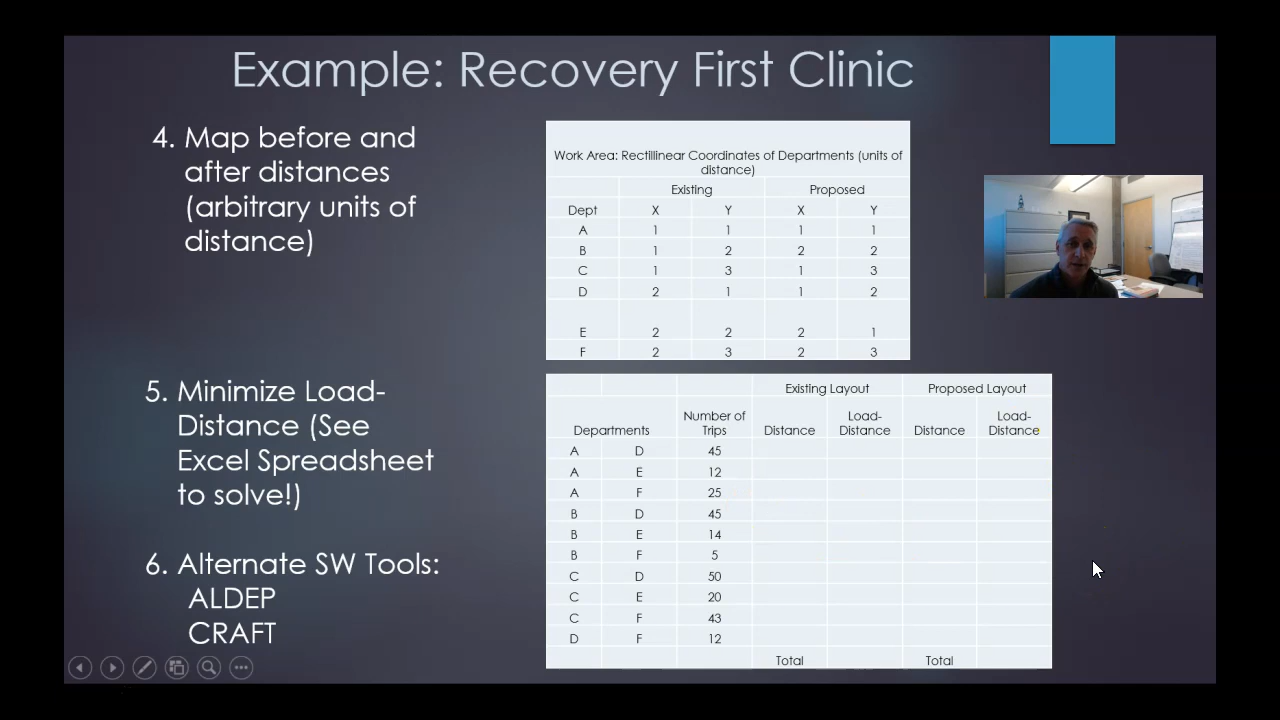 Example: Recovery First Clinic
4. Map before and
after distances
(arbitrary units of
distance)
5. Minimize Load-
Distance (See
Excel Spreadsheet
to solve!)
6. Alternate SW Tools:
ALDEP
CRAFT
Work Area: Rectillinear Coordinates of Departments (units of
distance)
Existing Proposed
Dept X Y X Y
A 1 1 1 1
B 1 2 2 2
C 1 3 1 3
D 2 1 1 2
E 2 2 2 1
F 2 3 2 3
Existing Layout Proposed Layout
Departments Number of Trips Distance Load-Distance Distance Load-Distance
A D 45
A E 12
A F 25
B D 45
B E 14
B F 5
C D 50
C E 20
C F 43
D F 12
Total Total